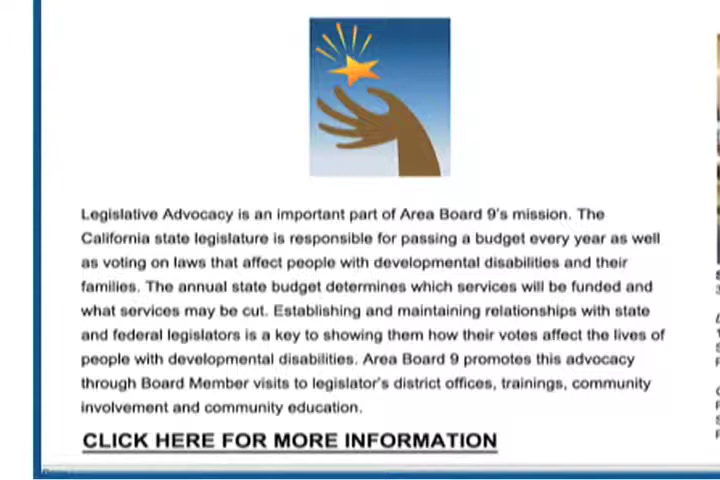 Legislative Advocacy is an important part of Area Board 9's mission. The
California state legislature is responsible for passing a budget every year as well
as voting on laws that affect people with developmental disabilities and their
families. The annual state budget determines which services will be funded and
what services may be cut. Establishing and maintaining relationships with state
and federal legislators is a key to showing them how their votes affect the lives of
people with developmental disabilities. Area Board 9 promotes this advocacy
through Board Member visits to legislator's district offices, trainings, community
involvement and community education.
CLICK HERE FOR MORE INFORMATION